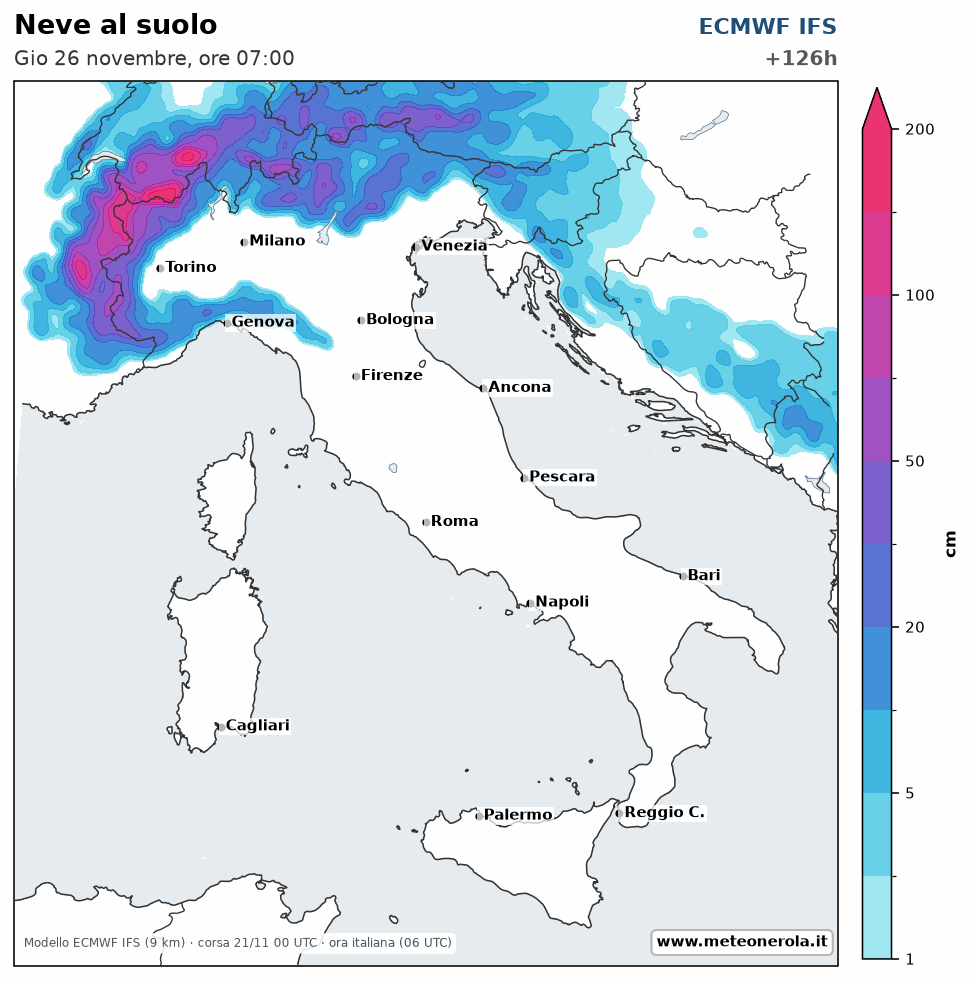 Neve al suolo
ECMWF IFS
Gio 26 novembre, ore 07:00
+126h
200
100
50
20
5
1
cm
Milano
Venezia
Torino
Genova
Bologna
Firenze
Ancona
Pescara
Roma
Bari
Napoli
Cagliari
Palermo
Reggio C.
Modello ECMWF IFS (9 km) · corsa 21/11 00 UTC · ora italiana (06 UTC)
www.meteonerola.it